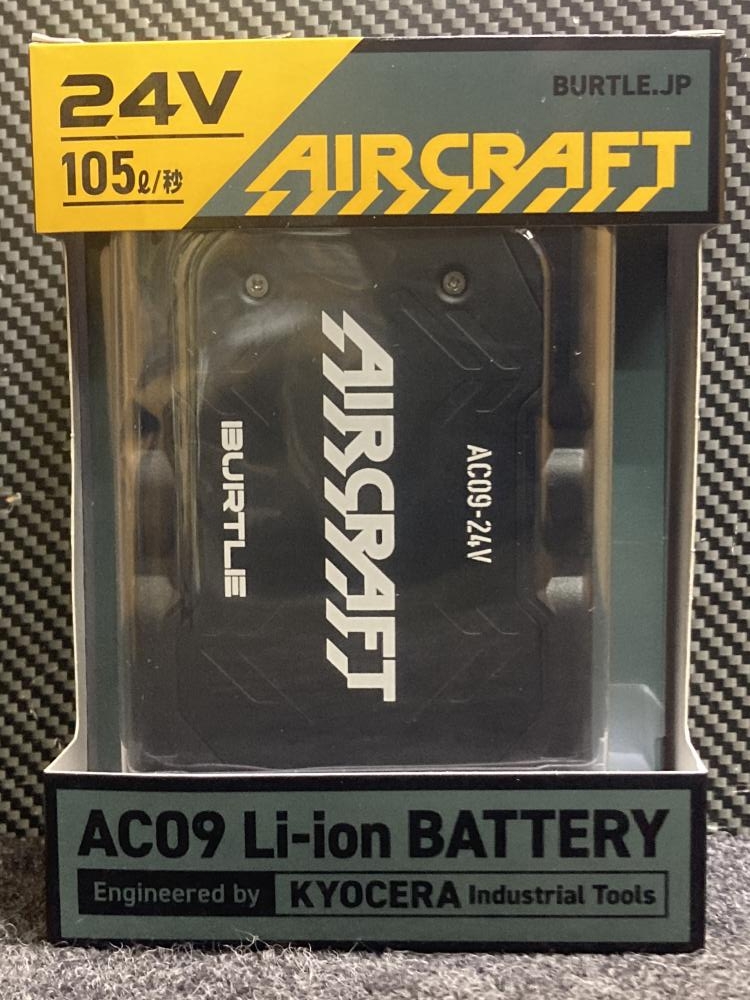 24V
105ℓ/秒
BURTLE.JP
AIRCRAFT
AC09-24V
AIRCRAFT
BURTLE
AC09 Li-ion BATTERY
Engineered by KYOCERA Industrial Tools